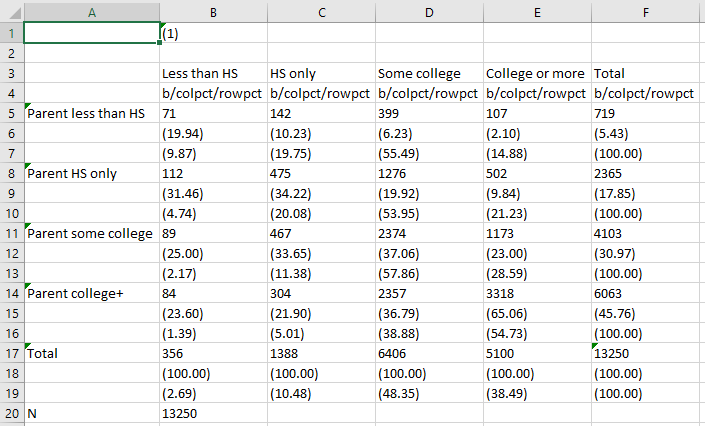 A B C D E F
1 (1)
2
3 Less than HS HS only Some college College or more Total
4 b/colpct/rowpct b/colpct/rowpct b/colpct/rowpct b/colpct/rowpct b/colpct/rowpct
5 Parent less than HS 71 142 399 107 719
6 (19.94) (10.23) (6.23) (2.10) (5.43)
7 (9.87) (19.75) (55.49) (14.88) (100.00)
8 Parent HS only 112 475 1276 502 2365
9 (31.46) (34.22) (19.92) (9.84) (17.85)
10 (4.74) (20.08) (53.95) (21.23) (100.00)
11 Parent some college 89 467 2374 1173 4103
12 (25.00) (33.65) (37.06) (23.00) (30.97)
13 (2.17) (11.38) (57.86) (28.59) (100.00)
14 Parent college+ 84 304 2357 3318 6063
15 (23.60) (21.90) (36.79) (65.06) (45.76)
16 (1.39) (5.01) (38.88) (54.73) (100.00)
17 Total 356 1388 6406 5100 13250
18 (100.00) (100.00) (100.00) (100.00) (100.00)
19 (2.69) (10.48) (48.35) (38.49) (100.00)
20 N 13250